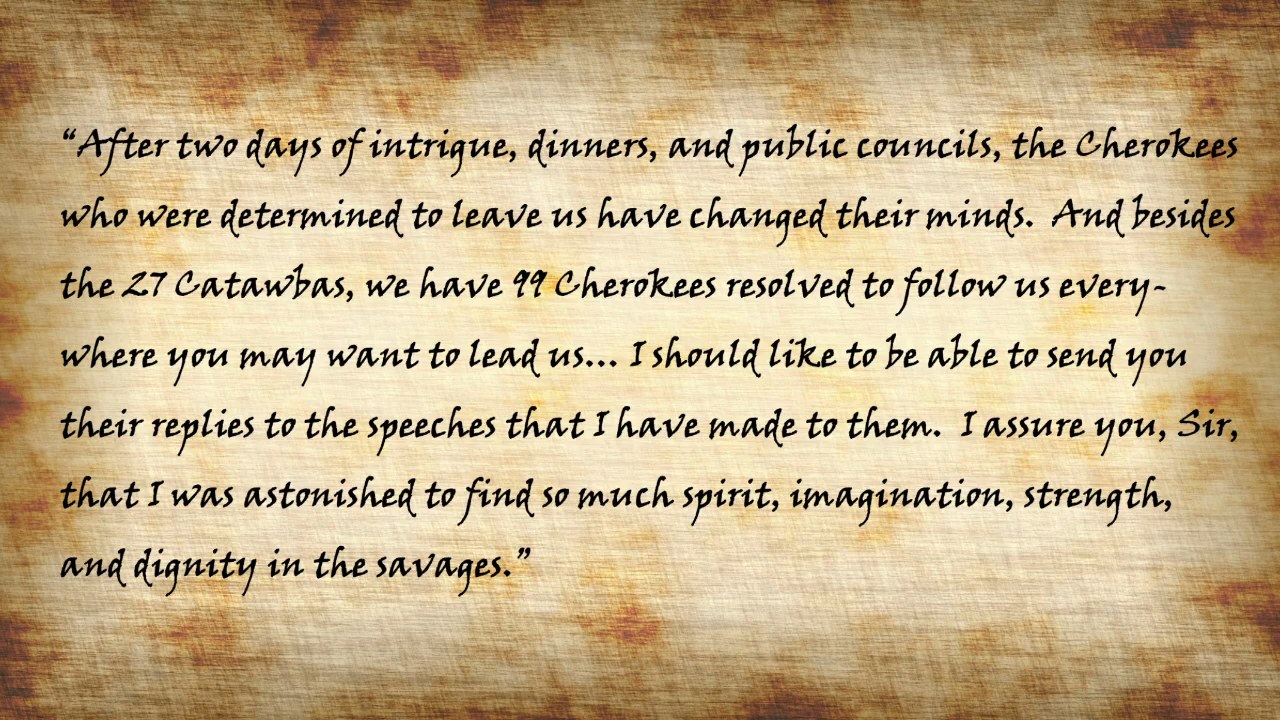 “After two days of intrigue, dinners, and public councils, the Cherokees
who were determined to leave us have changed their minds.  And besides
the 27 Catawbas, we have 99 Cherokees resolved to follow us every-
where you may want to lead us... I should like to be able to send you
their replies to the speeches that I have made to them.  I assure you, Sir,
that I was astonished to find so much spirit, imagination, strength,
and dignity in the savages.”